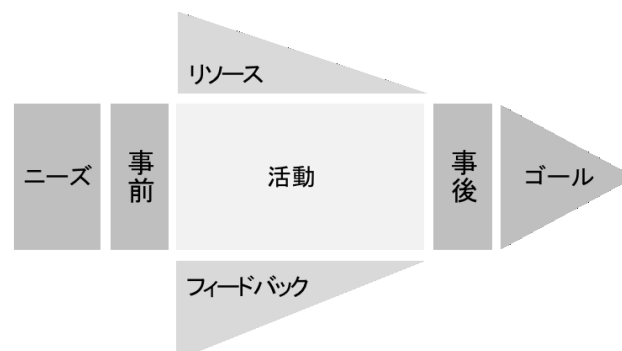 リソース
ニーズ
事前
活動
事後
ゴール
フィードバック